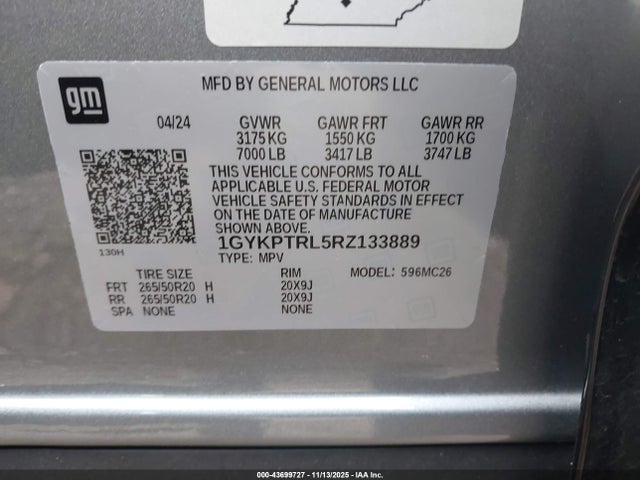 gm
MFD BY GENERAL MOTORS LLC
04/24 GVWR GAWR FRT GAWR RR
3175 KG 1550 KG 1700 KG
7000 LB 3417 LB 3747 LB
THIS VEHICLE CONFORMS TO ALL
APPLICABLE U.S. FEDERAL MOTOR
VEHICLE SAFETY STANDARDS IN EFFECT
ON THE DATE OF MANUFACTURE
SHOWN ABOVE.
1GYKPTRL5RZ133889
130H
TYPE: MPV
TIRE SIZE RIM MODEL: 596MC26
FRT 265/50R20 H 20X9J
RR 265/50R20 H 20X9J
SPA NONE NONE
000-43699727 - 11/13/2025 - IAA Inc.